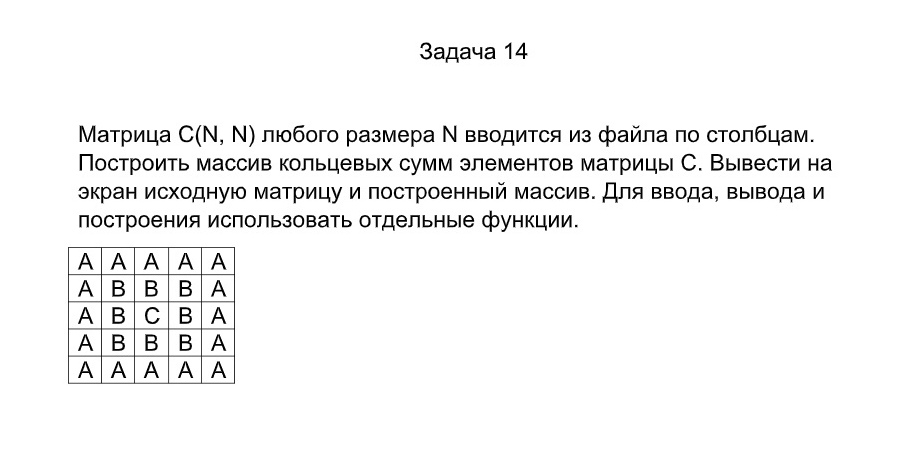 Задача 14
Матрица C(N, N) любого размера N вводится из файла по столбцам.
Построить массив кольцевых сумм элементов матрицы C. Вывести на
экран исходную матрицу и построенный массив. Для ввода, вывода и
построения использовать отдельные функции.
A A A A A
A B B B A
A B C B A
A B B B A
A A A A A